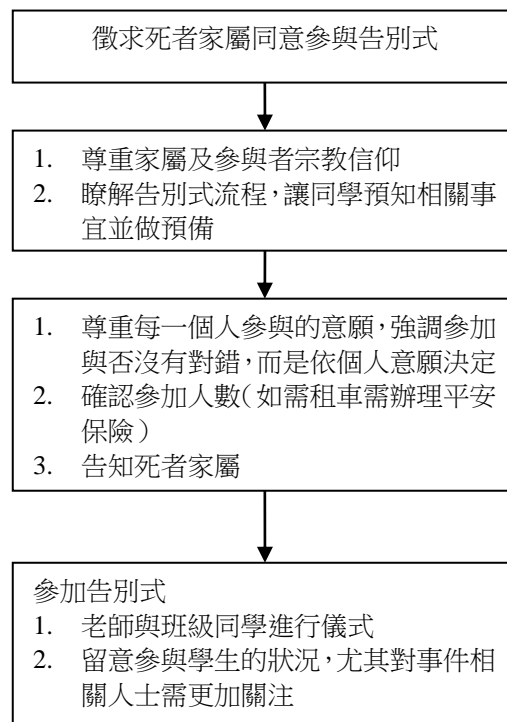 徵求死者家屬同意參與告別式
1. 尊重家屬及參與者宗教信仰
2. 瞭解告別式流程，讓同學預知相關事
宜並做預備
1. 尊重每一個人參與的意願，強調參加
與否沒有對錯，而是依個人意願決定
2. 確認參加人數（如需租車需辦理平安
保險）
3. 告知死者家屬
參加告別式
1. 老師與班級同學進行儀式
2. 留意參與學生的狀況，尤其對事件相
關人士需更加關注